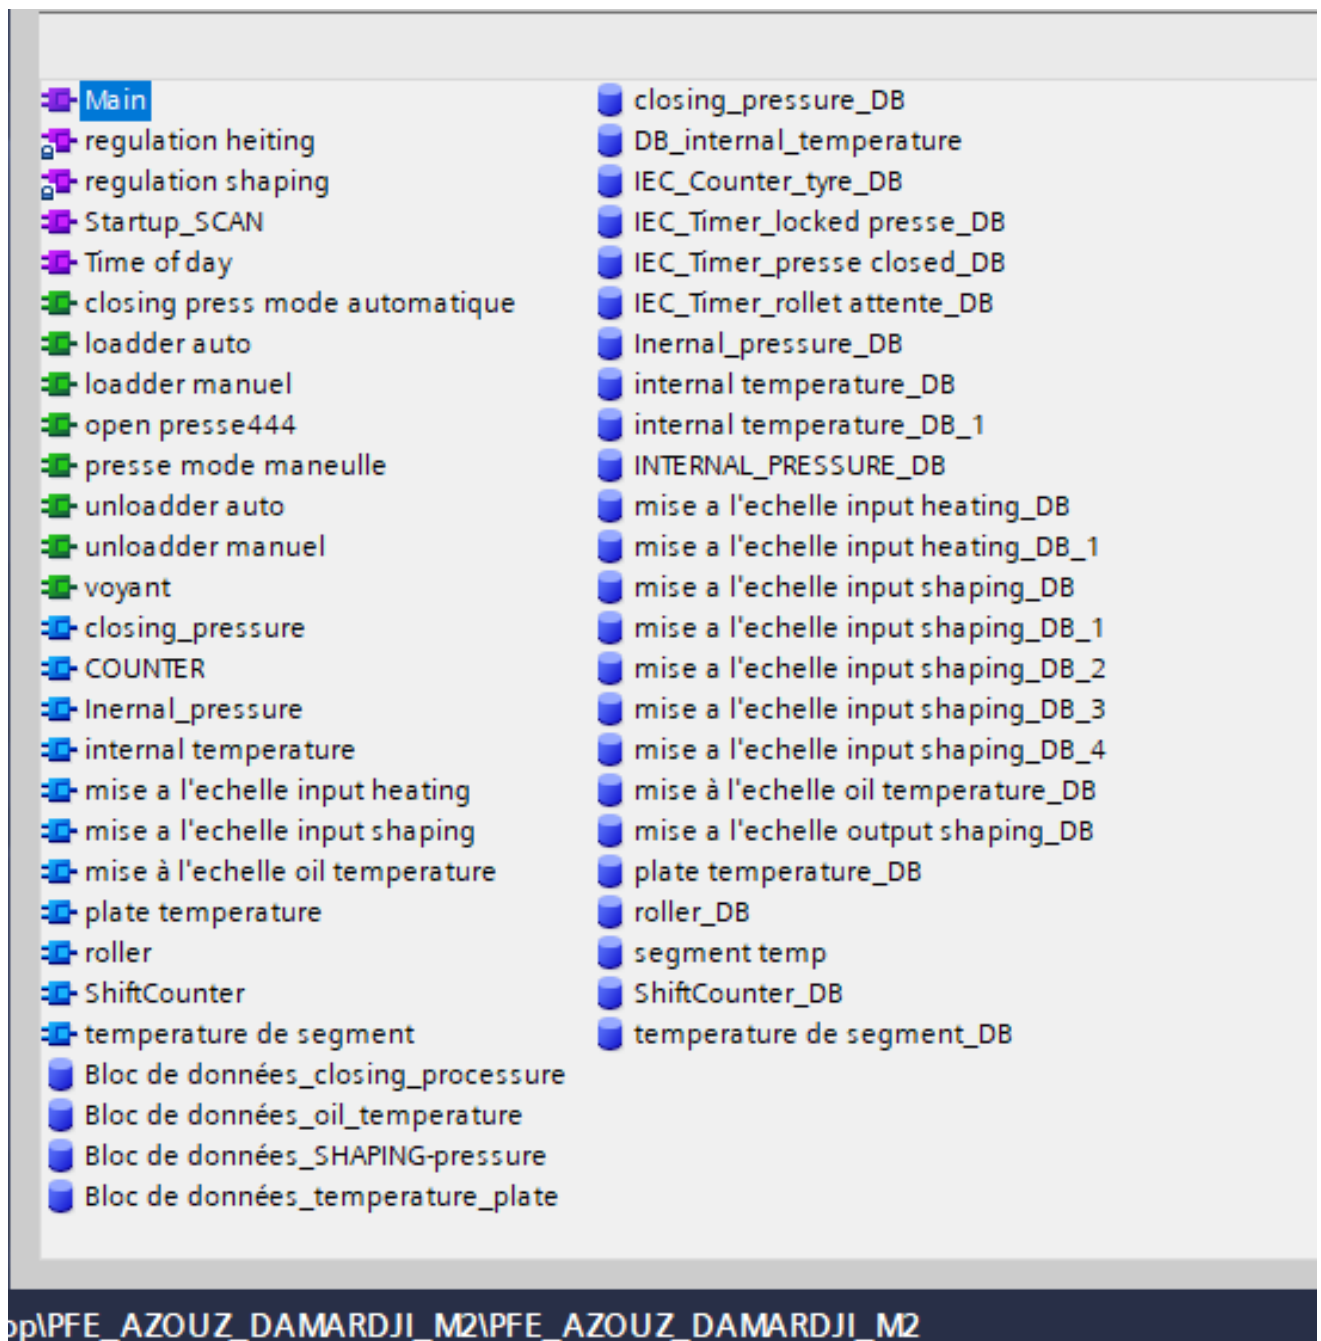 Main
regulation heiting
regulation shaping
Startup_SCAN
Time of day
closing press mode automatique
loadder auto
loadder manuel
open presse444
presse mode maneulle
unloadder auto
unloadder manuel
voyant
closing_pressure
COUNTER
Inernal_pressure
internal temperature
mise a l'echelle input heating
mise a l'echelle input shaping
mise à l'echelle oil temperature
plate temperature
roller
ShiftCounter
temperature de segment
Bloc de données_closing_processure
Bloc de données_oil_temperature
Bloc de données_SHAPING-pressure
Bloc de données_temperature_plate
closing_pressure_DB
DB_internal_temperature
IEC_Counter_tyre_DB
IEC_Timer_locked presse_DB
IEC_Timer_presse closed_DB
IEC_Timer_rollet attente_DB
Inernal_pressure_DB
internal temperature_DB
internal temperature_DB_1
INTERNAL_PRESSURE_DB
mise a l'echelle input heating_DB
mise a l'echelle input heating_DB_1
mise a l'echelle input shaping_DB
mise a l'echelle input shaping_DB_1
mise a l'echelle input shaping_DB_2
mise a l'echelle input shaping_DB_3
mise a l'echelle input shaping_DB_4
mise à l'echelle oil temperature_DB
mise a l'echelle output shaping_DB
plate temperature_DB
roller_DB
segment temp
ShiftCounter_DB
temperature de segment_DB
op\PFE_AZOUZ_DAMARDJI_M2\PFE_AZOUZ_DAMARDJI_M2